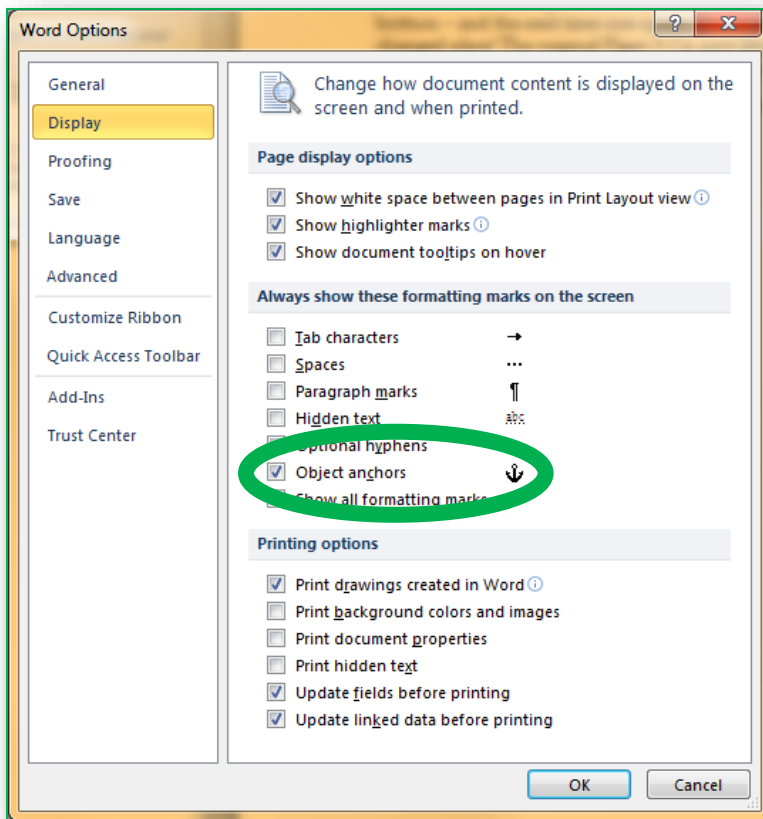 Word Options
General
Display
Proofing
Save
Language
Advanced
Customize Ribbon
Quick Access Toolbar
Add-Ins
Trust Center
Change how document content is displayed on the
screen and when printed.
Page display options
Show white space between pages in Print Layout view
Show highlighter marks
Show document tooltips on hover
Always show these formatting marks on the screen
Tab characters →
Spaces ...
Paragraph marks ¶
Hidden text abc
Optional hyphens
Object anchors
Show all formatting marks
Printing options
Print drawings created in Word
Print background colors and images
Print document properties
Print hidden text
Update fields before printing
Update linked data before printing
OK Cancel